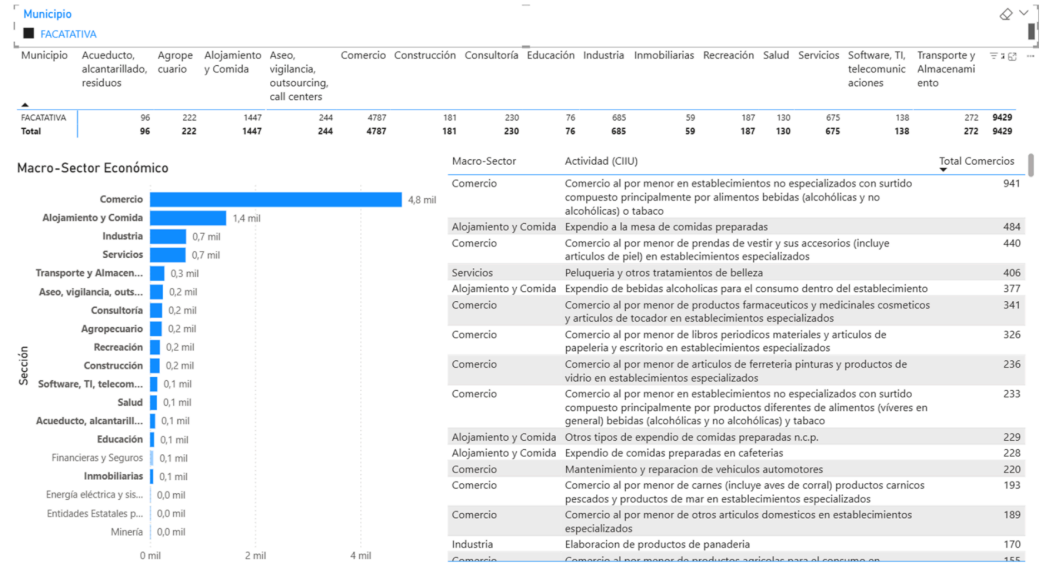 Municipio
FACATATIVA
Municipio Acueducto, alcantarillado, residuos Agrope cuario Alojamiento y Comida Aseo, vigilancia, outsourcing, call centers Comercio Construcción Consultoría Educación Industria Inmobiliarias Recreación Salud Servicios Software, TI, telecomunic aciones Transporte y Almacenami ento
FACATATIVA 96 222 1447 244 4787 181 230 76 685 59 187 130 675 138 272 9429
Total 96 222 1447 244 4787 181 230 76 685 59 187 130 675 138 272 9429
Macro-Sector Económico
Sección
Comercio 4,8 mil
Alojamiento y Comida 1,4 mil
Industria 0,7 mil
Servicios 0,7 mil
Transporte y Almacen... 0,3 mil
Aseo, vigilancia, outs... 0,2 mil
Consultoría 0,2 mil
Agropecuario 0,2 mil
Recreación 0,2 mil
Construcción 0,2 mil
Software, TI, telecom... 0,1 mil
Salud 0,1 mil
Acueducto, alcantarill... 0,1 mil
Educación 0,1 mil
Financieras y Seguros 0,1 mil
Inmobiliarias 0,1 mil
Energía eléctrica y sis... 0,0 mil
Entidades Estatales p... 0,0 mil
Minería 0,0 mil
0 mil 2 mil 4 mil
Macro-Sector Actividad (CIIU) Total Comercios
Comercio Comercio al por menor en establecimientos no especializados con surtido 941
compuesto principalmente por alimentos bebidas (alcohólicas y no
alcohólicas) o tabaco
Alojamiento y Comida Expendio a la mesa de comidas preparadas 484
Comercio Comercio al por menor de prendas de vestir y sus accesorios (incluye 440
articulos de piel) en establecimientos especializados
Servicios Peluqueria y otros tratamientos de belleza 406
Alojamiento y Comida Expendio de bebidas alcoholicas para el consumo dentro del establecimiento 377
Comercio Comercio al por menor de productos farmaceuticos y medicinales cosmeticos 341
y articulos de tocador en establecimientos especializados
Comercio Comercio al por menor de libros periodicos materiales y articulos de 326
papeleria y escritorio en establecimientos especializados
Comercio Comercio al por menor de articulos de ferreteria pinturas y productos de 236
vidrio en establecimientos especializados
Comercio Comercio al por menor en establecimientos no especializados con surtido 233
compuesto principalmente por productos diferentes de alimentos (víveres en
general) bebidas (alcohólicas y no alcohólicas) y tabaco
Alojamiento y Comida Otros tipos de expendio de comidas preparadas n.c.p. 229
Alojamiento y Comida Expendio de comidas preparadas en cafeterias 228
Comercio Mantenimiento y reparacion de vehiculos automotores 220
Comercio Comercio al por menor de carnes (incluye aves de corral) productos carnicos 193
pescados y productos de mar en establecimientos especializados
Comercio Comercio al por menor de otros articulos domesticos en establecimientos 189
especializados
Industria Elaboracion de productos de panaderia 170
Comercio Comercio al por menor de productos agricolas para el consumo en 155